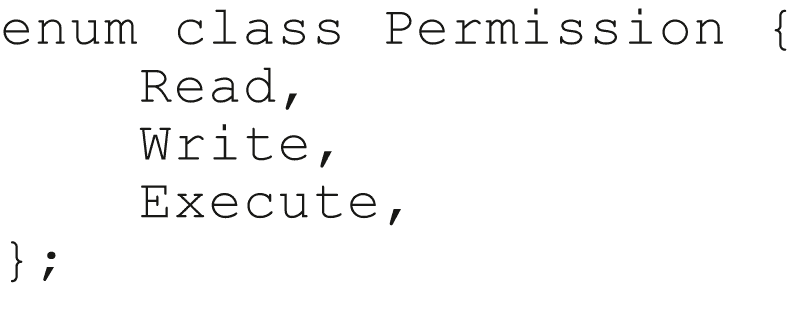 enum class Permission {
    Read,
    Write,
    Execute,
};